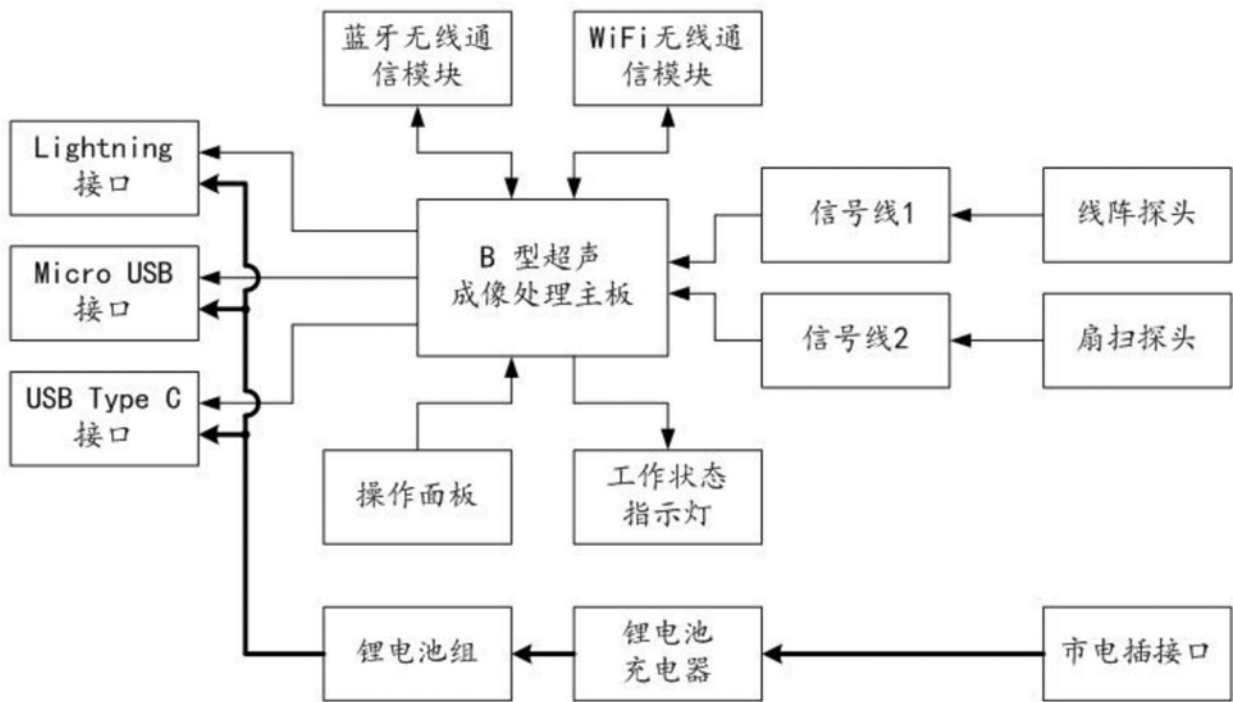 蓝牙无线通
信模块
WiFi无线通
信模块
Lightning
接口
Micro USB
接口
USB Type C
接口
B 型超声
成像处理主板
信号线1
线阵探头
信号线2
扇扫探头
操作面板
工作状态
指示灯
锂电池组
锂电池
充电器
市电插接口